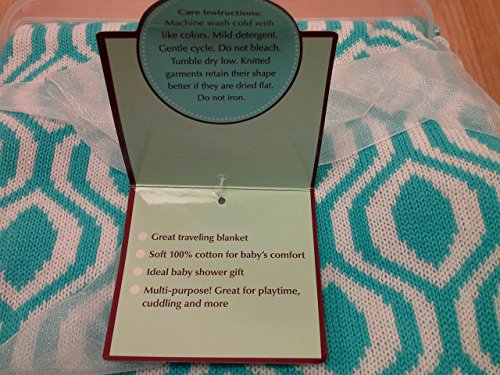 Care Instructions:
Machine wash cold with
like colors. Mild detergent.
Gentle cycle. Do not bleach.
Tumble dry low. Knitted
garments retain their shape
better if they are dried flat.
Do not iron.
Great traveling blanket
Soft 100% cotton for baby's comfort
Ideal baby shower gift
Multi-purpose! Great for playtime,
cuddling and more